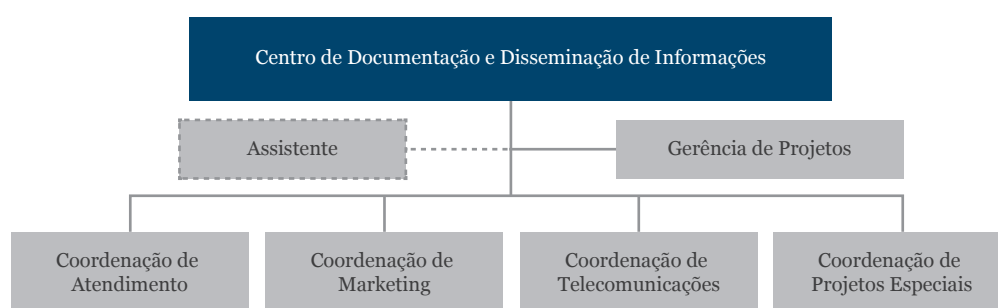 Centro de Documentação e Disseminação de Informações
Assistente
Gerência de Projetos
Coordenação de
Atendimento
Coordenação de
Marketing
Coordenação de
Telecomunicações
Coordenação de
Projetos Especiais